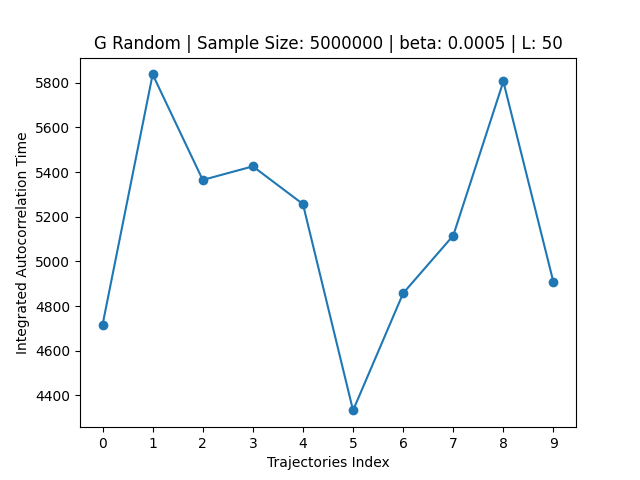 G Random | Sample Size: 5000000 | beta: 0.0005 | L: 50
5800
5600
5400
5200
5000
4800
4600
4400
Integrated Autocorrelation Time
0 1 2 3 4 5 6 7 8 9
Trajectories Index